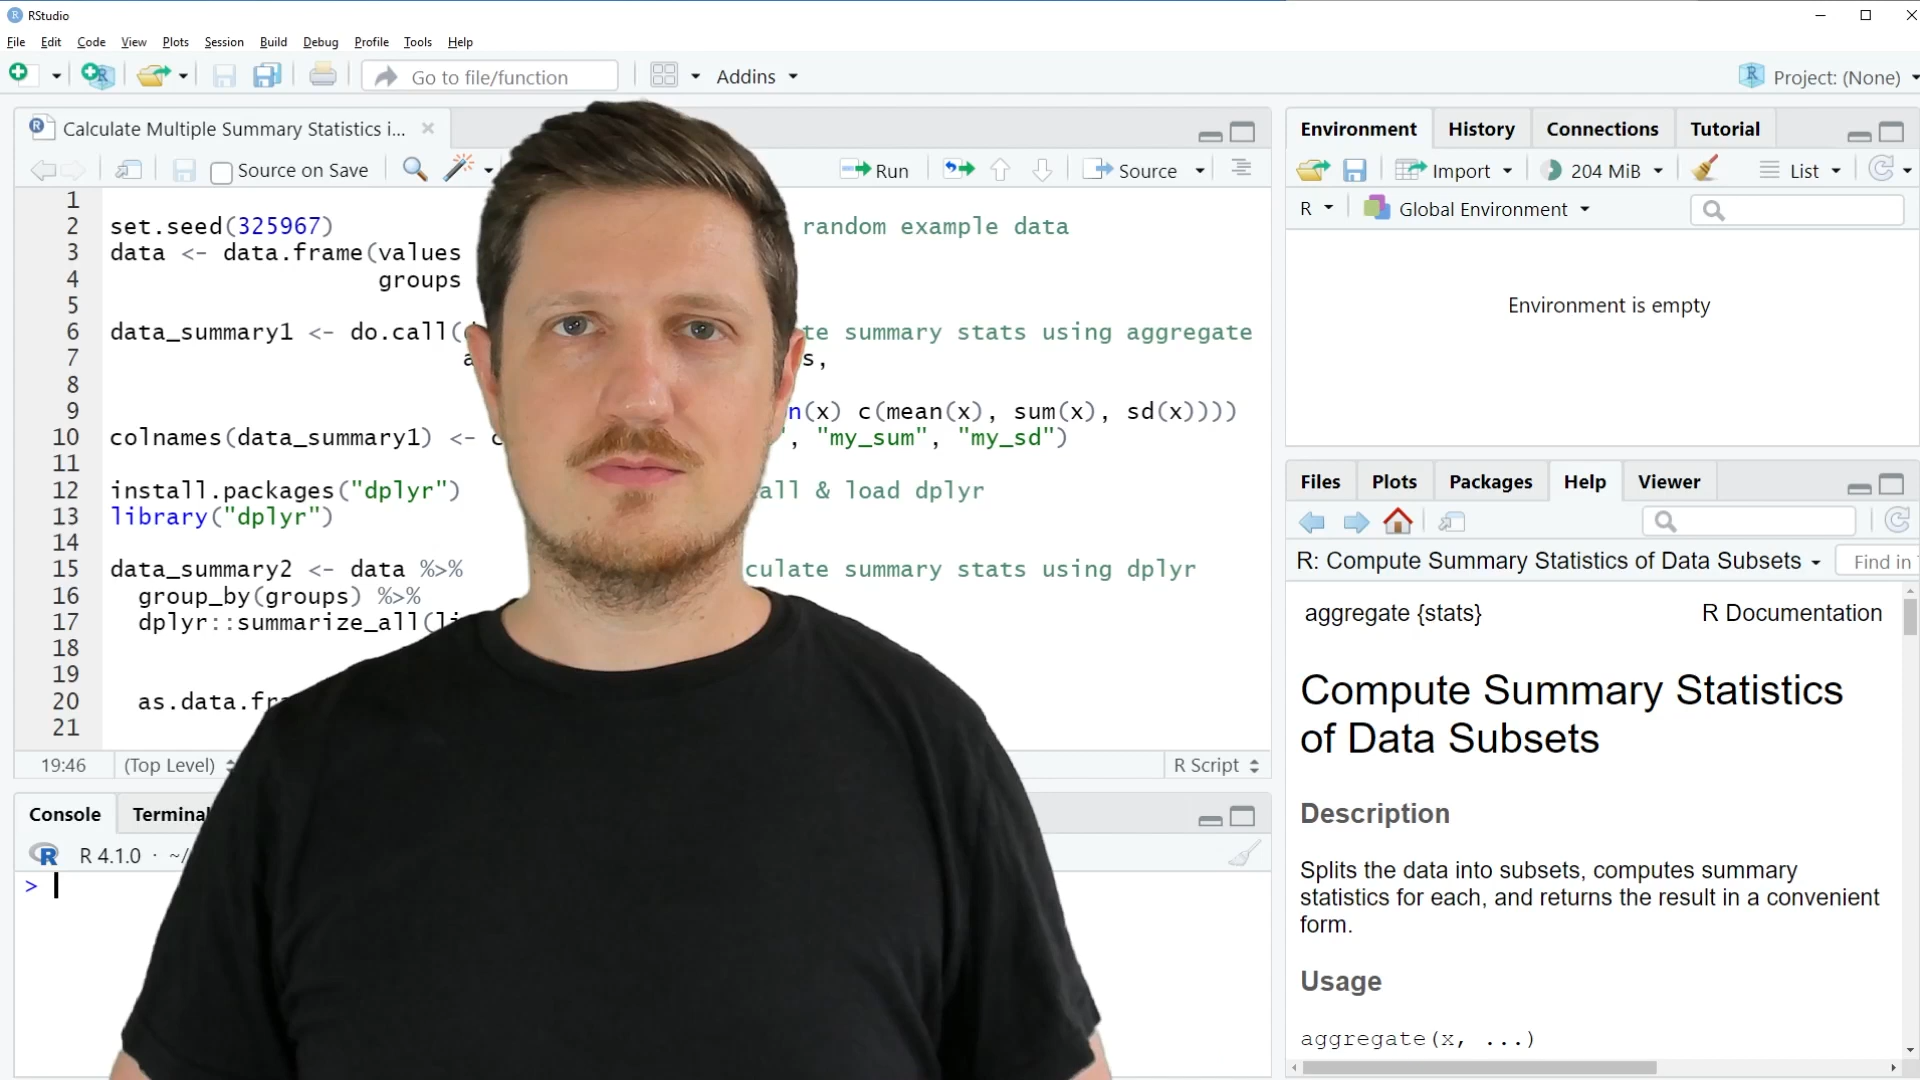 RStudio
File Edit Code View Plots Session Build Debug Profile Tools Help
Go to file/function Addins Project: (None)
Calculate Multiple Summary Statistics i...
Source on Save Run Source
1
2 set.seed(325967) random example data
3 data <- data.frame(values
4 groups
5
6 data_summary1 <- do.call( summary stats using aggregate
7
8
9 (x) c(mean(x), sum(x), sd(x))))
10 colnames(data_summary1) <- , "my_sum", "my_sd")
11
12 install.packages("dplyr") & load dplyr
13 library("dplyr")
14
15 data_summary2 <- data %>% summary stats using dplyr
16 group_by(groups) %>%
17 dplyr::summarize_all(
18
19
20
21
19:46 (Top Level) R Script
Console Terminal
R 4.1.0 · ~/
>
Environment History Connections Tutorial
Import 204 MiB List
R Global Environment
Environment is empty
Files Plots Packages Help Viewer
R: Compute Summary Statistics of Data Subsets Find in
aggregate {stats} R Documentation
Compute Summary Statistics
of Data Subsets
Description
Splits the data into subsets, computes summary
statistics for each, and returns the result in a convenient
form.
Usage
aggregate(x, ...)